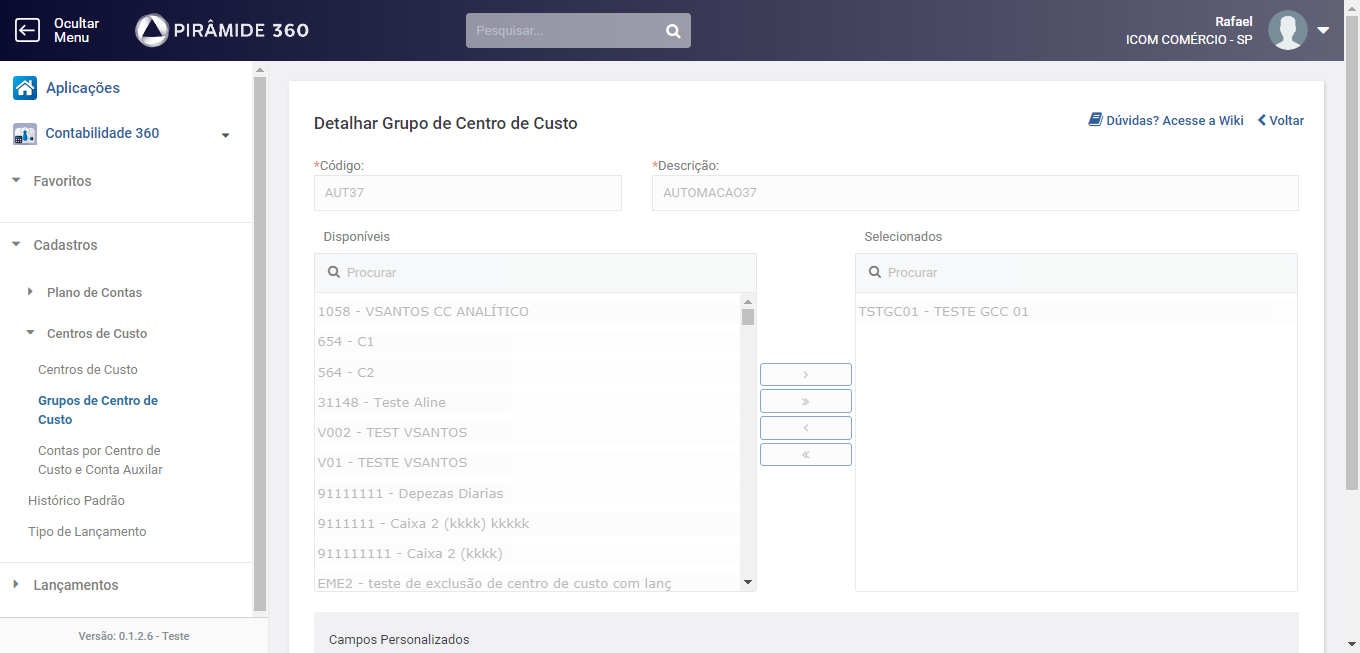 Ocultar
Menu
PIRÂMIDE 360
Pesquisar...
Rafael
ICOM COMÉRCIO - SP
Aplicações
Contabilidade 360
Favoritos
Cadastros
Plano de Contas
Centros de Custo
Centros de Custo
Grupos de Centro de
Custo
Contas por Centro de
Custo e Conta Auxilar
Histórico Padrão
Tipo de Lançamento
Lançamentos
Versão: 0.1.2.6 - Teste
Detalhar Grupo de Centro de Custo
Dúvidas? Acesse a Wiki
Voltar
*Código:
AUT37
*Descrição:
AUTOMACAO37
Disponíveis
Procurar
1058 - VSANTOS CC ANALÍTICO
654 - C1
564 - C2
31148 - Teste Aline
V002 - TEST VSANTOS
V01 - TESTE VSANTOS
91111111 - Depezas Diarias
9111111 - Caixa 2 (kkkk) kkkkk
911111111 - Caixa 2 (kkkk)
EME2 - teste de exclusão de centro de custo com lanç
Selecionados
Procurar
TSTGC01 - TESTE GCC 01
Campos Personalizados